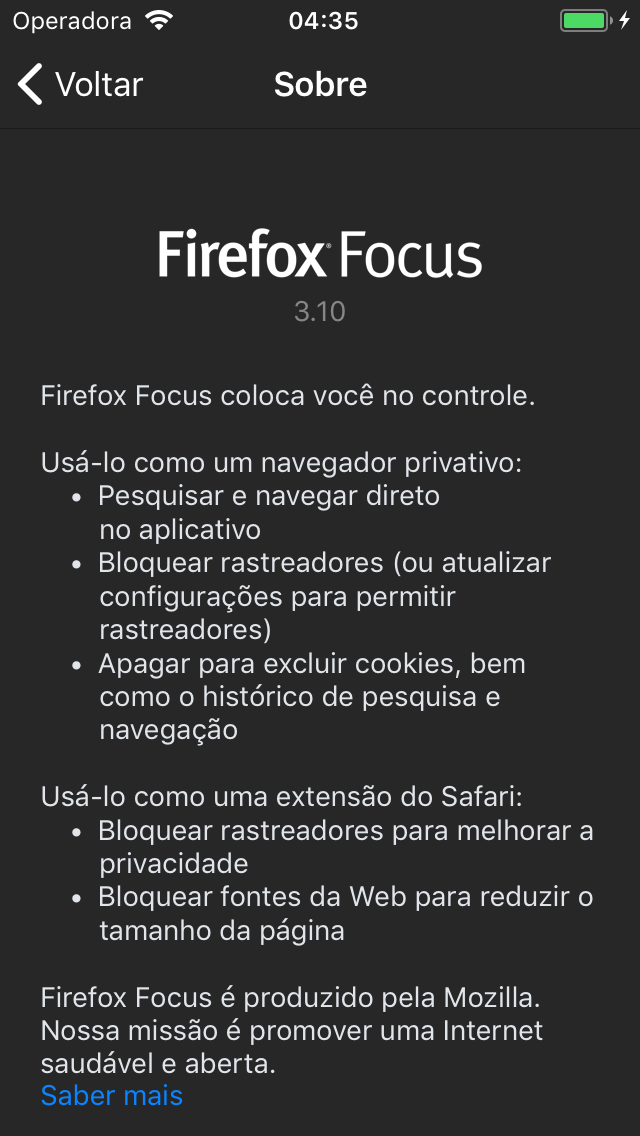 Operadora 04:35
Voltar Sobre
Firefox Focus
3.10
Firefox Focus coloca você no controle.
Usá-lo como um navegador privativo:
• Pesquisar e navegar direto
no aplicativo
• Bloquear rastreadores (ou atualizar
configurações para permitir
rastreadores)
• Apagar para excluir cookies, bem
como o histórico de pesquisa e
navegação
Usá-lo como uma extensão do Safari:
• Bloquear rastreadores para melhorar a
privacidade
• Bloquear fontes da Web para reduzir o
tamanho da página
Firefox Focus é produzido pela Mozilla.
Nossa missão é promover uma Internet
saudável e aberta.
Saber mais